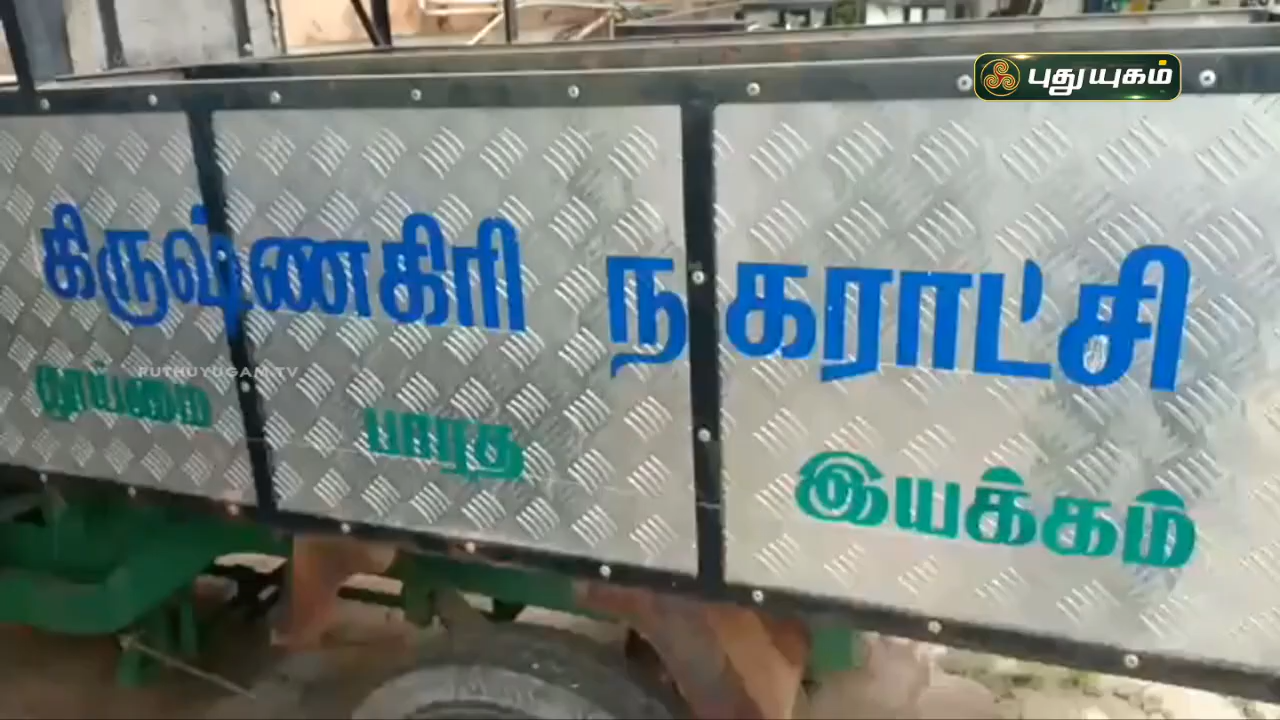 புதுயுகம்
கிருஷ்ணகிரி நகராட்சி
PUTHUYUGAM TV
தூய்மை பாரத இயக்கம்